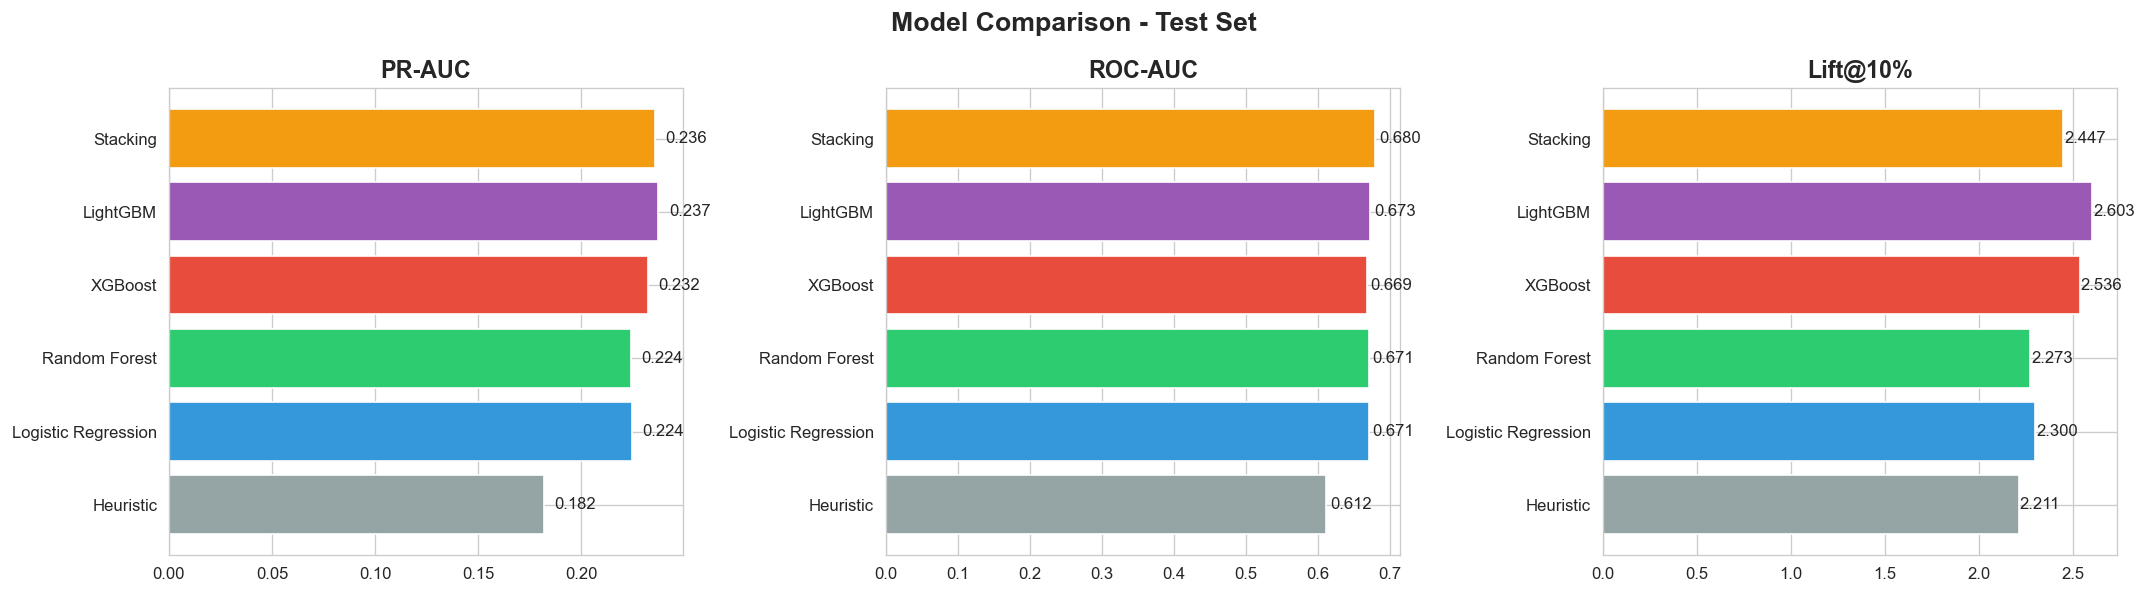 Model Comparison - Test Set
PR-AUC
Stacking 0.236
LightGBM 0.237
XGBoost 0.232
Random Forest 0.224
Logistic Regression 0.224
Heuristic 0.182
0.00 0.05 0.10 0.15 0.20
ROC-AUC
Stacking 0.680
LightGBM 0.673
XGBoost 0.669
Random Forest 0.671
Logistic Regression 0.671
Heuristic 0.612
0.0 0.1 0.2 0.3 0.4 0.5 0.6 0.7
Lift@10%
Stacking 2.447
LightGBM 2.603
XGBoost 2.536
Random Forest 2.273
Logistic Regression 2.300
Heuristic 2.211
0.0 0.5 1.0 1.5 2.0 2.5